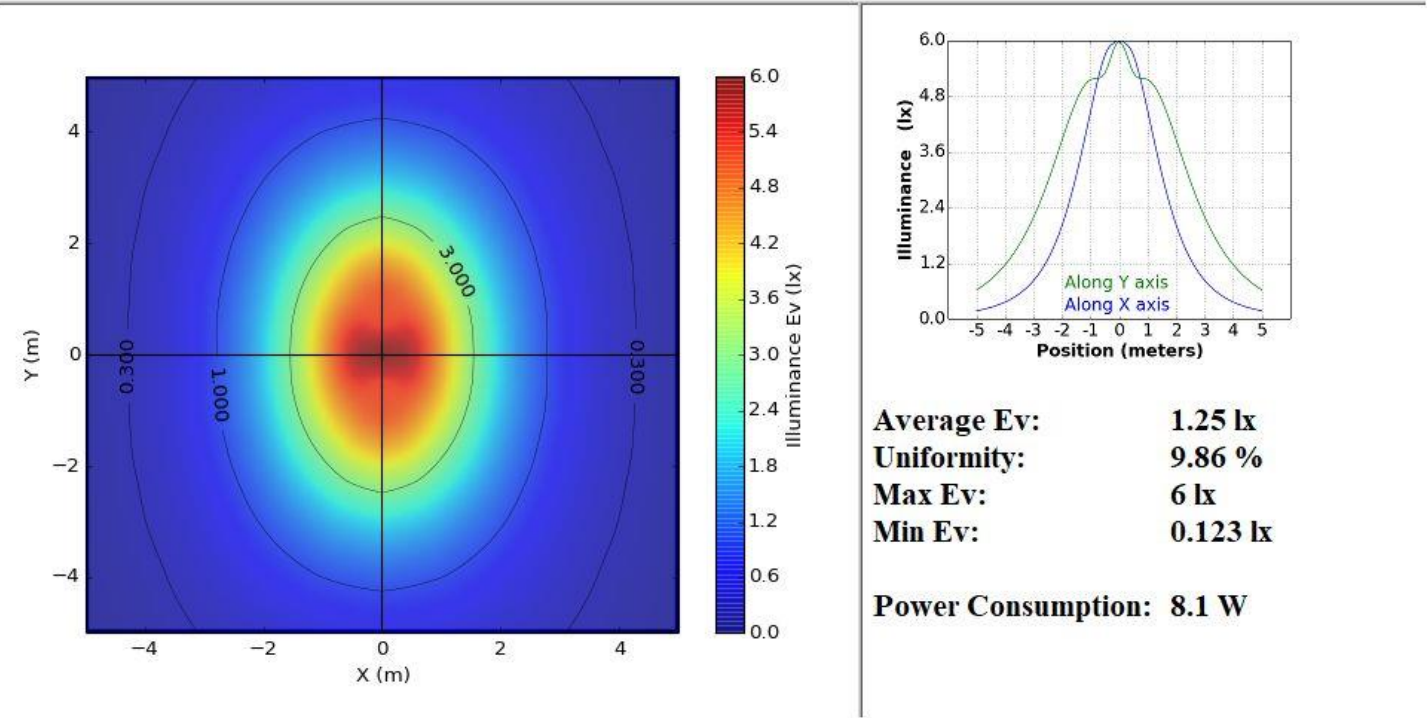 4
2
0
−2
−4
Y (m)
−4
−2
0
2
4
X (m)
0.300
1.000
3.000
0.300
6.0
5.4
4.8
4.2
3.6
3.0
2.4
1.8
1.2
0.6
0.0
Illuminance Ev (lx)
6.0
4.8
3.6
2.4
1.2
0.0
Illuminance (lx)
Along Y axis
Along X axis
-5 -4 -3 -2 -1 0 1 2 3 4 5
Position (meters)
Average Ev: 1.25 lx
Uniformity: 9.86 %
Max Ev: 6 lx
Min Ev: 0.123 lx
Power Consumption: 8.1 W